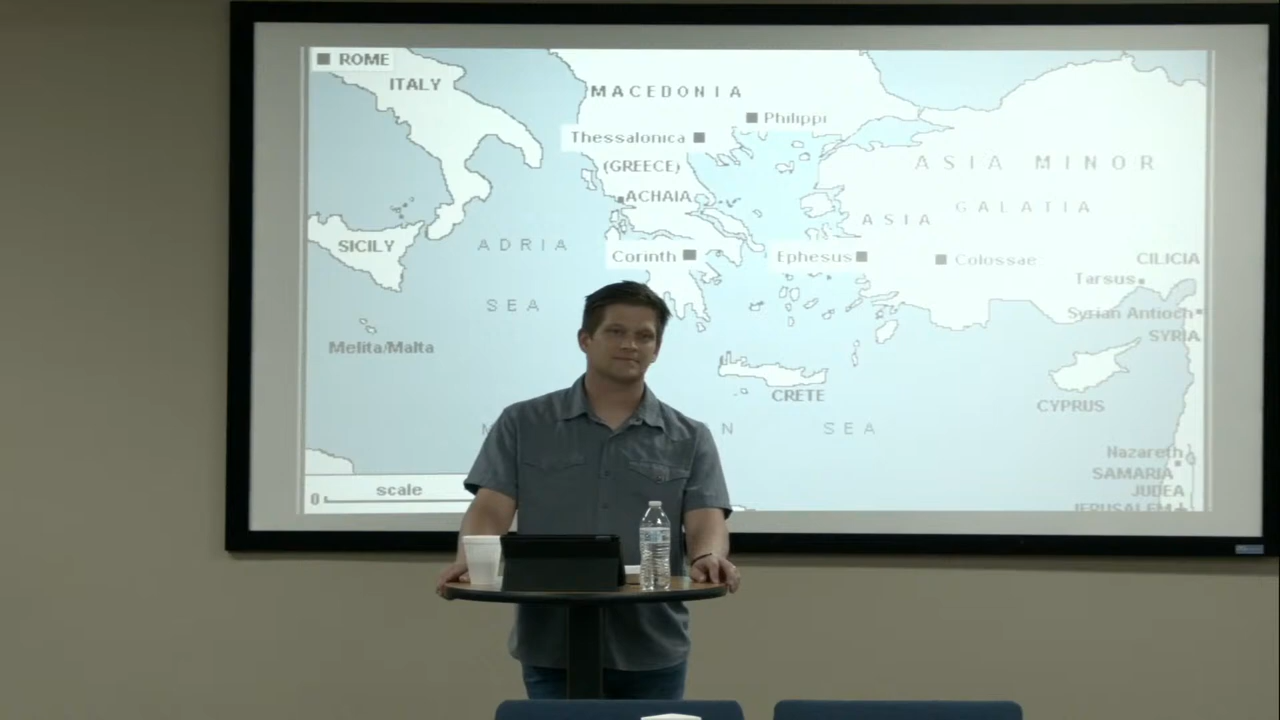 ROME
ITALY
MACEDONIA
Philippi
Thessalonica
(GREECE)
ASIA MINOR
ACHAIA
GALATIA
ASIA
SICILY
ADRIA
Corinth
Ephesus
Colossae
CILICIA
Tarsus
SEA
Syrian Antioch
SYRIA
Melita/Malta
CRETE
CYPRUS
SEA
Nazareth
SAMARIA
JUDEA
JERUSALEM
scale
0